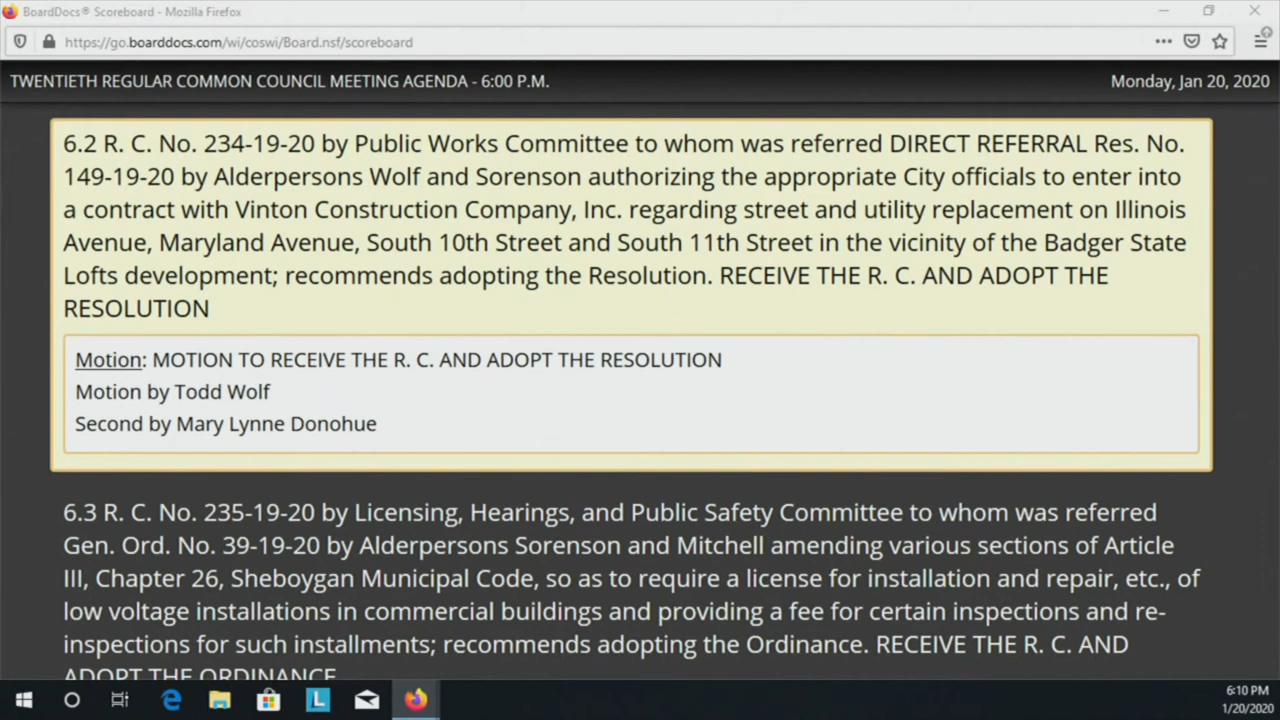 BoardDocs® Scoreboard - Mozilla Firefox
https://go.boarddocs.com/wi/coswi/Board.nsf/scoreboard
TWENTIETH REGULAR COMMON COUNCIL MEETING AGENDA - 6:00 P.M. Monday, Jan 20, 2020
6.2 R. C. No. 234-19-20 by Public Works Committee to whom was referred DIRECT REFERRAL Res. No.
149-19-20 by Alderpersons Wolf and Sorenson authorizing the appropriate City officials to enter into
a contract with Vinton Construction Company, Inc. regarding street and utility replacement on Illinois
Avenue, Maryland Avenue, South 10th Street and South 11th Street in the vicinity of the Badger State
Lofts development; recommends adopting the Resolution. RECEIVE THE R. C. AND ADOPT THE
RESOLUTION
Motion: MOTION TO RECEIVE THE R. C. AND ADOPT THE RESOLUTION
Motion by Todd Wolf
Second by Mary Lynne Donohue
6.3 R. C. No. 235-19-20 by Licensing, Hearings, and Public Safety Committee to whom was referred
Gen. Ord. No. 39-19-20 by Alderpersons Sorenson and Mitchell amending various sections of Article
III, Chapter 26, Sheboygan Municipal Code, so as to require a license for installation and repair, etc., of
low voltage installations in commercial buildings and providing a fee for certain inspections and re-
inspections for such installments; recommends adopting the Ordinance. RECEIVE THE R. C. AND
ADOPT THE ORDINANCE
L
6:10 PM
1/20/2020